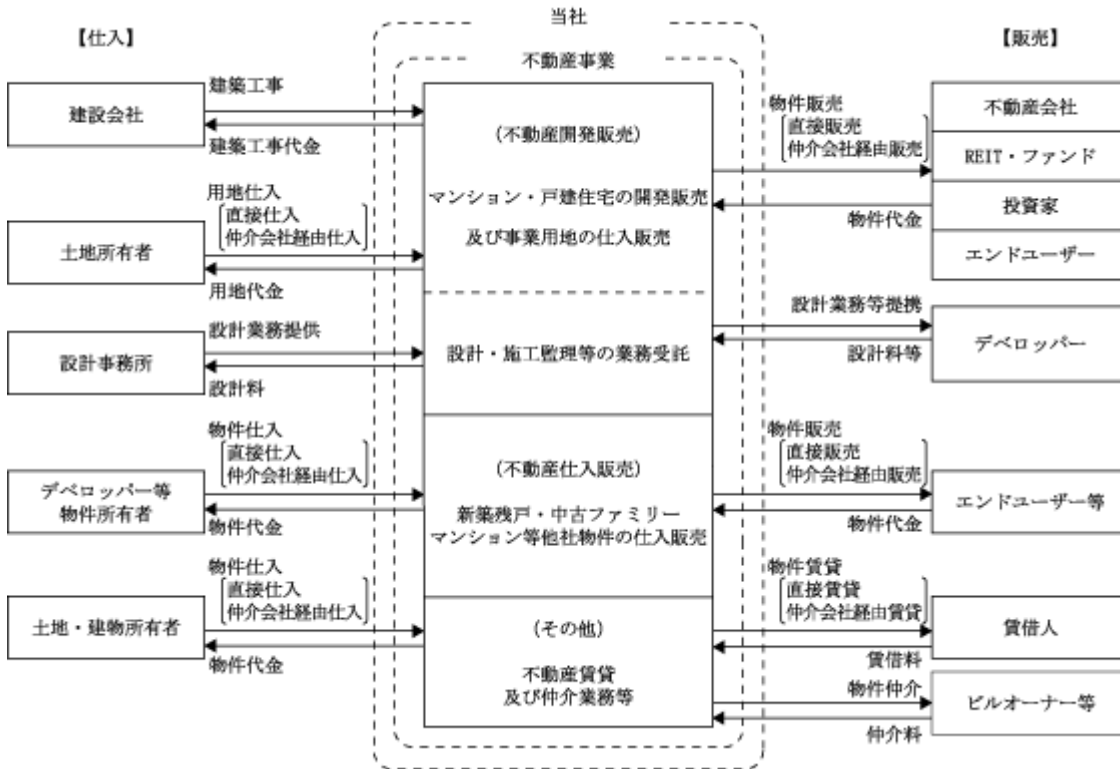 当社
【仕入】
【販売】
不動産事業
建設会社
建築工事
建築工事代金
土地所有者
用地仕入
直接仕入
仲介会社経由仕入
用地代金
設計事務所
設計業務提供
設計料
デベロッパー等
物件所有者
物件仕入
直接仕入
仲介会社経由仕入
物件代金
土地・建物所有者
物件仕入
直接仕入
仲介会社経由仕入
物件代金
(不動産開発販売)
マンション・戸建住宅の開発販売
及び事業用地の仕入販売
設計・施工監理等の業務受託
(不動産仕入販売)
新築残戸・中古ファミリー
マンション等他社物件の仕入販売
(その他)
不動産賃貸
及び仲介業務等
物件販売
直接販売
仲介会社経由販売
物件代金
不動産会社
REIT・ファンド
投資家
エンドユーザー
設計業務等提携
設計料等
デベロッパー
物件販売
直接販売
仲介会社経由販売
物件代金
エンドユーザー等
物件賃貸
直接賃貸
仲介会社経由賃貸
賃借料
賃借人
物件仲介
仲介料
ビルオーナー等